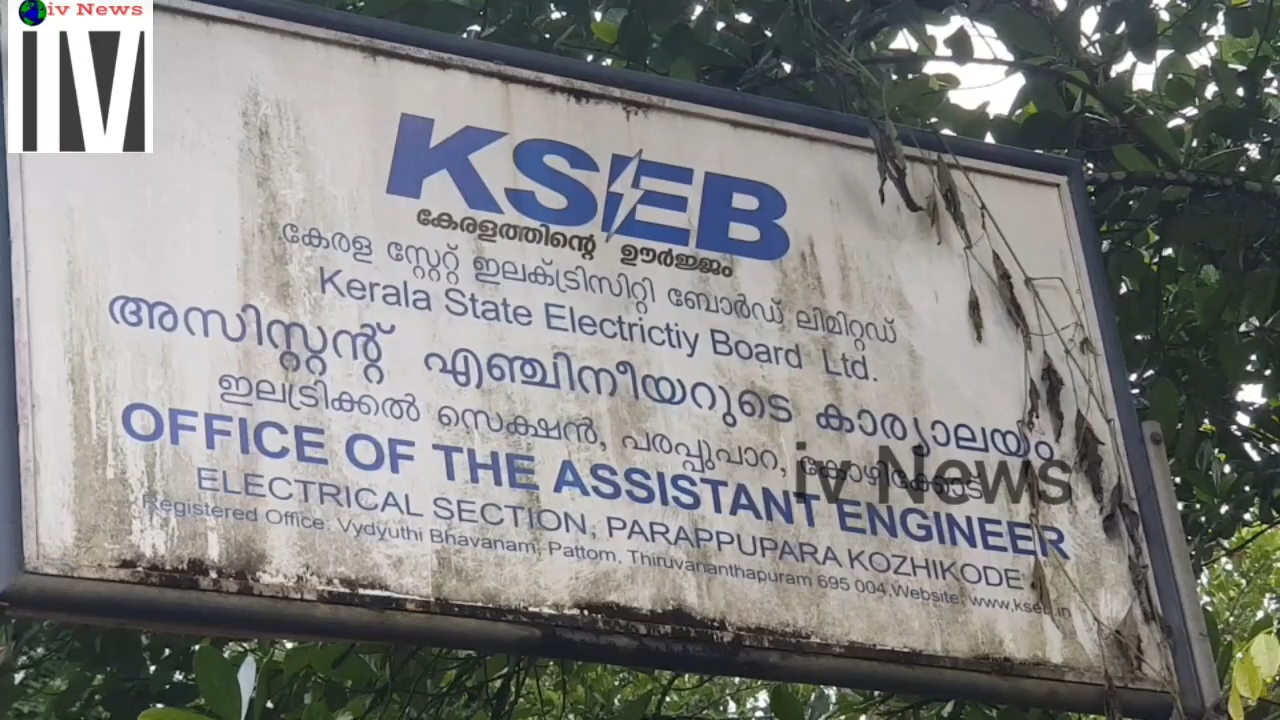 iv News
IV
KSEB
കേരളത്തിന്റെ ഊർജ്ജം
കേരള സ്റ്റേറ്റ് ഇലക്ട്രിസിറ്റി ബോർഡ് ലിമിറ്റഡ്
Kerala State Electrictiy Board Ltd.
അസിസ്റ്റന്റ് എഞ്ചിനീയറുടെ കാര്യാലയം
ഇലട്രിക്കൽ സെക്ഷൻ, പരപ്പുപാറ, കോഴിക്കോട്
iv News
OFFICE OF THE ASSISTANT ENGINEER
ELECTRICAL SECTION, PARAPPUPARA KOZHIKODE
Registered Office: Vydyuthi Bhavanam, Pattom, Thiruvananthapuram 695 004,Website: www,kseb.in